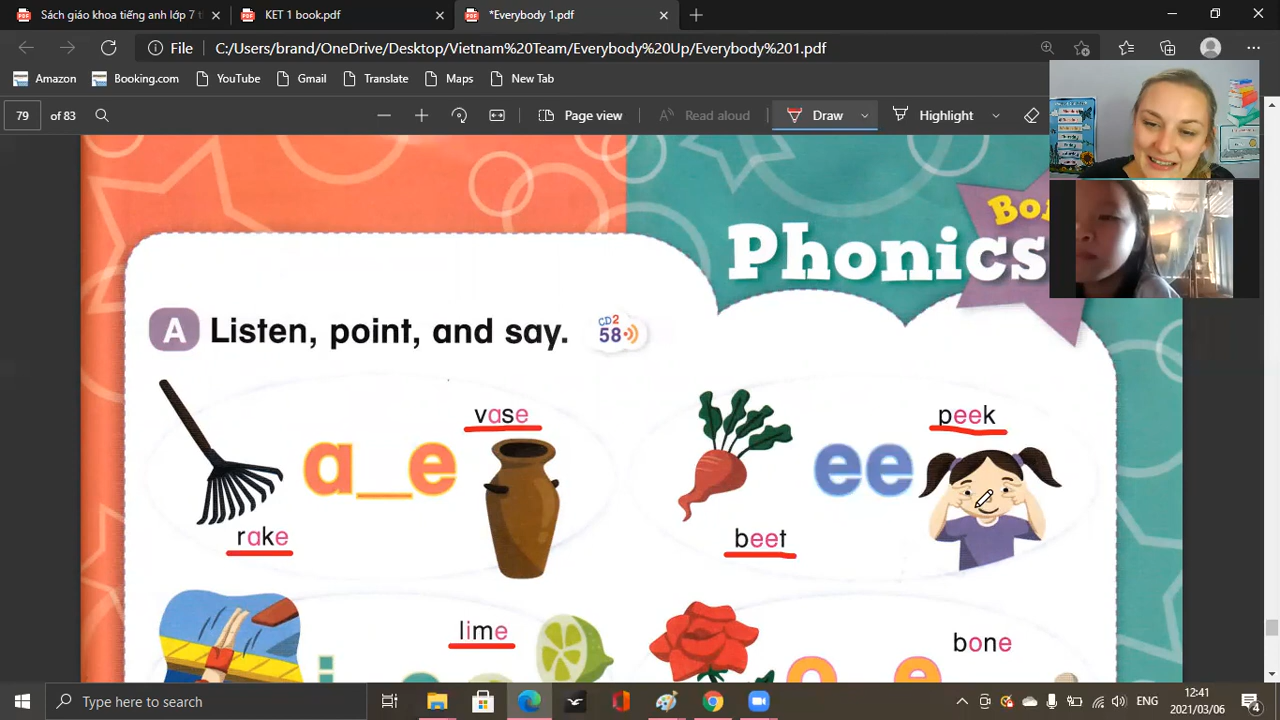 Sách giáo khoa tiếng anh lớp 7 t
KET 1 book.pdf
*Everybody 1.pdf
File
C:/Users/brand/OneDrive/Desktop/Vietnam%20Team/Everybody%20Up/Everybody%201.pdf
Amazon
Booking.com
YouTube
Gmail
Translate
Maps
New Tab
79 of 83
Page view
Read aloud
Draw
Highlight
Phonics
A Listen, point, and say. CD2 58
vase
a_e
rake
peek
ee
beet
lime
bone
o e
Type here to search
ENG
12:41
2021/03/06
4